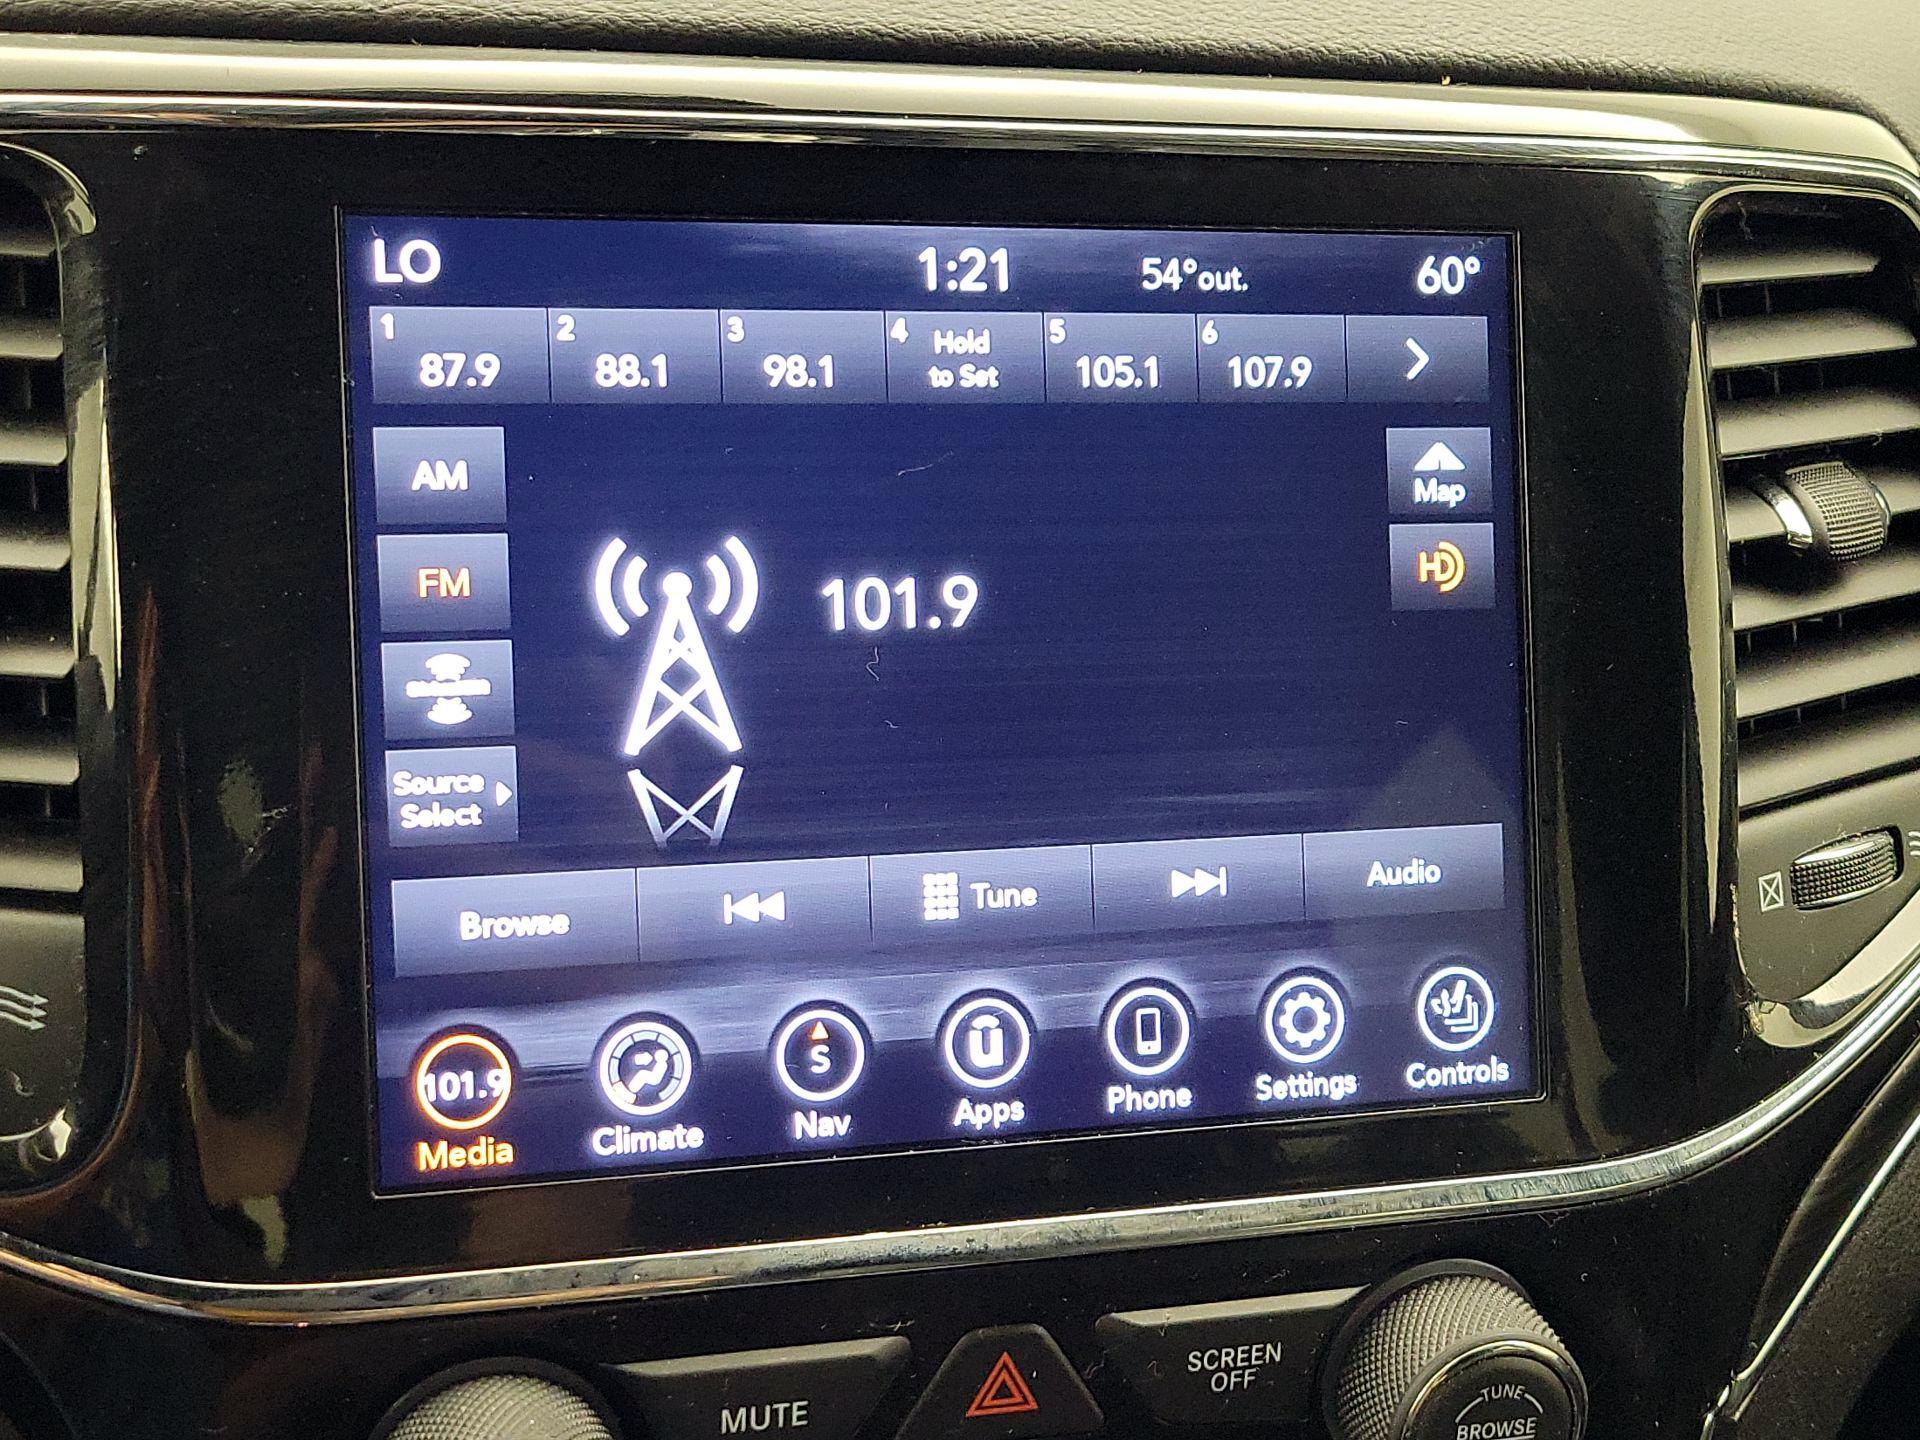 LO 1:21 54°out. 60°
1 2 3 4 Hold 5 6
87.9 88.1 98.1 to Set 105.1 107.9
AM
Map
FM
HD
101.9
Source
Select
Browse Tune Audio
101.9 S ū
Media Climate Nav Apps Phone Settings Controls
MUTE
SCREEN
OFF
TUNE
BROWSE